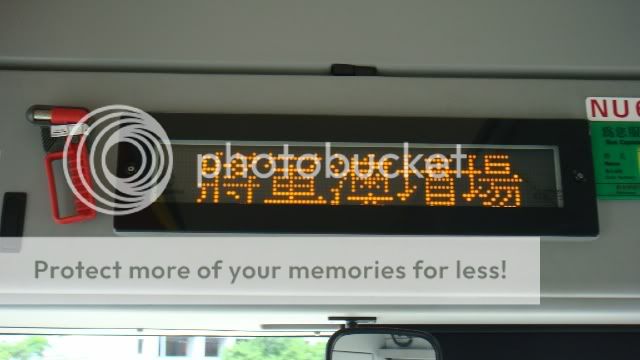 photobucket
將軍澳墳場
NU6
Protect more of your memories for less!